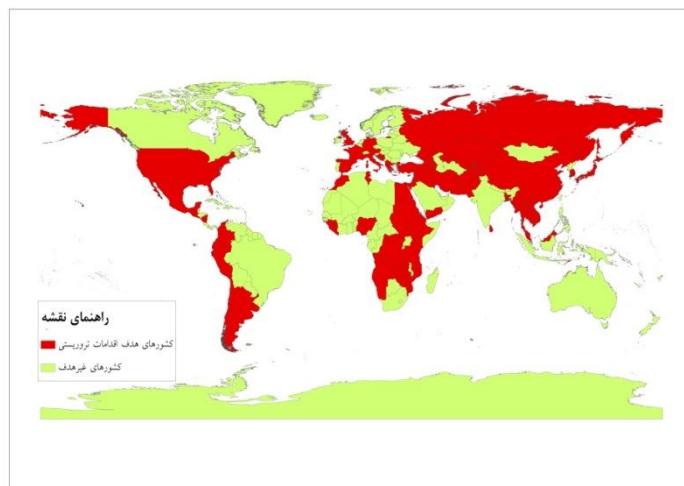 راهنمای نقشه
کشورهای هدف اقدامات تروریستی
کشورهای غیرهدف